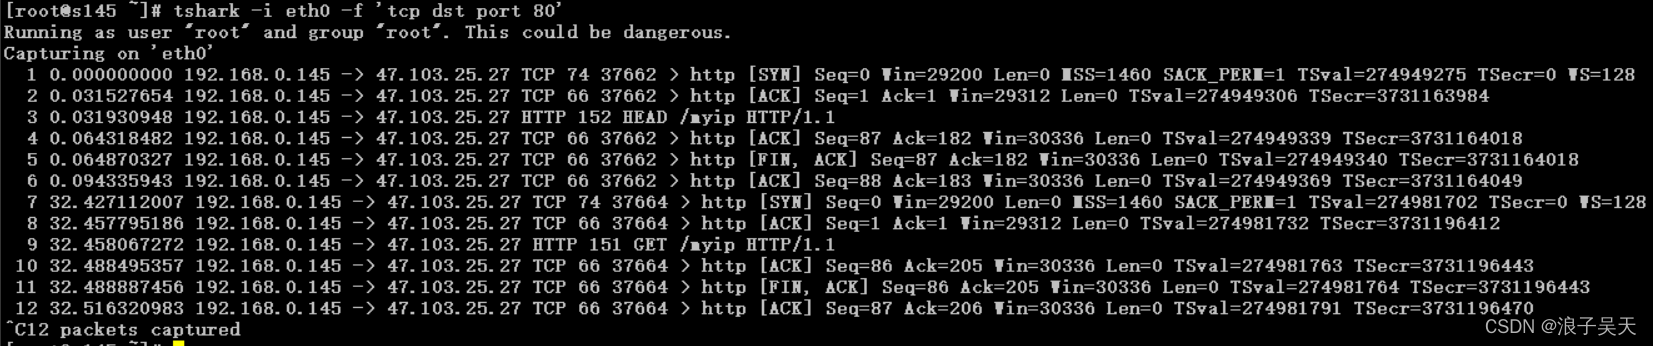 [root@s145 ~]# tshark -i eth0 -f 'tcp dst port 80'
Running as user "root" and group "root". This could be dangerous.
Capturing on 'eth0'
1 0.000000000 192.168.0.145 -> 47.103.25.27 TCP 74 37662 > http [SYN] Seq=0 Win=29200 Len=0 MSS=1460 SACK_PERM=1 TSval=274949275 TSecr=0 WS=128
2 0.031527654 192.168.0.145 -> 47.103.25.27 TCP 66 37662 > http [ACK] Seq=1 Ack=1 Win=29312 Len=0 TSval=274949306 TSecr=3731163984
3 0.031930948 192.168.0.145 -> 47.103.25.27 HTTP 152 HEAD /myip HTTP/1.1
4 0.064318482 192.168.0.145 -> 47.103.25.27 TCP 66 37662 > http [ACK] Seq=87 Ack=182 Win=30336 Len=0 TSval=274949339 TSecr=3731164018
5 0.064870327 192.168.0.145 -> 47.103.25.27 TCP 66 37662 > http [FIN, ACK] Seq=87 Ack=182 Win=30336 Len=0 TSval=274949340 TSecr=3731164018
6 0.094335943 192.168.0.145 -> 47.103.25.27 TCP 66 37662 > http [ACK] Seq=88 Ack=183 Win=30336 Len=0 TSval=274949369 TSecr=3731164049
7 32.427112007 192.168.0.145 -> 47.103.25.27 TCP 74 37664 > http [SYN] Seq=0 Win=29200 Len=0 MSS=1460 SACK_PERM=1 TSval=274981702 TSecr=0 WS=128
8 32.457795186 192.168.0.145 -> 47.103.25.27 TCP 66 37664 > http [ACK] Seq=1 Ack=1 Win=29312 Len=0 TSval=274981732 TSecr=3731196412
9 32.458067272 192.168.0.145 -> 47.103.25.27 HTTP 151 GET /myip HTTP/1.1
10 32.488495357 192.168.0.145 -> 47.103.25.27 TCP 66 37664 > http [ACK] Seq=86 Ack=205 Win=30336 Len=0 TSval=274981763 TSecr=3731196443
11 32.488887456 192.168.0.145 -> 47.103.25.27 TCP 66 37664 > http [FIN, ACK] Seq=86 Ack=205 Win=30336 Len=0 TSval=274981764 TSecr=3731196443
12 32.516320983 192.168.0.145 -> 47.103.25.27 TCP 66 37664 > http [ACK] Seq=87 Ack=206 Win=30336 Len=0 TSval=274981791 TSecr=3731196470
^C12 packets captured
[root@s145 ~]#
CSDN @浪子吴天